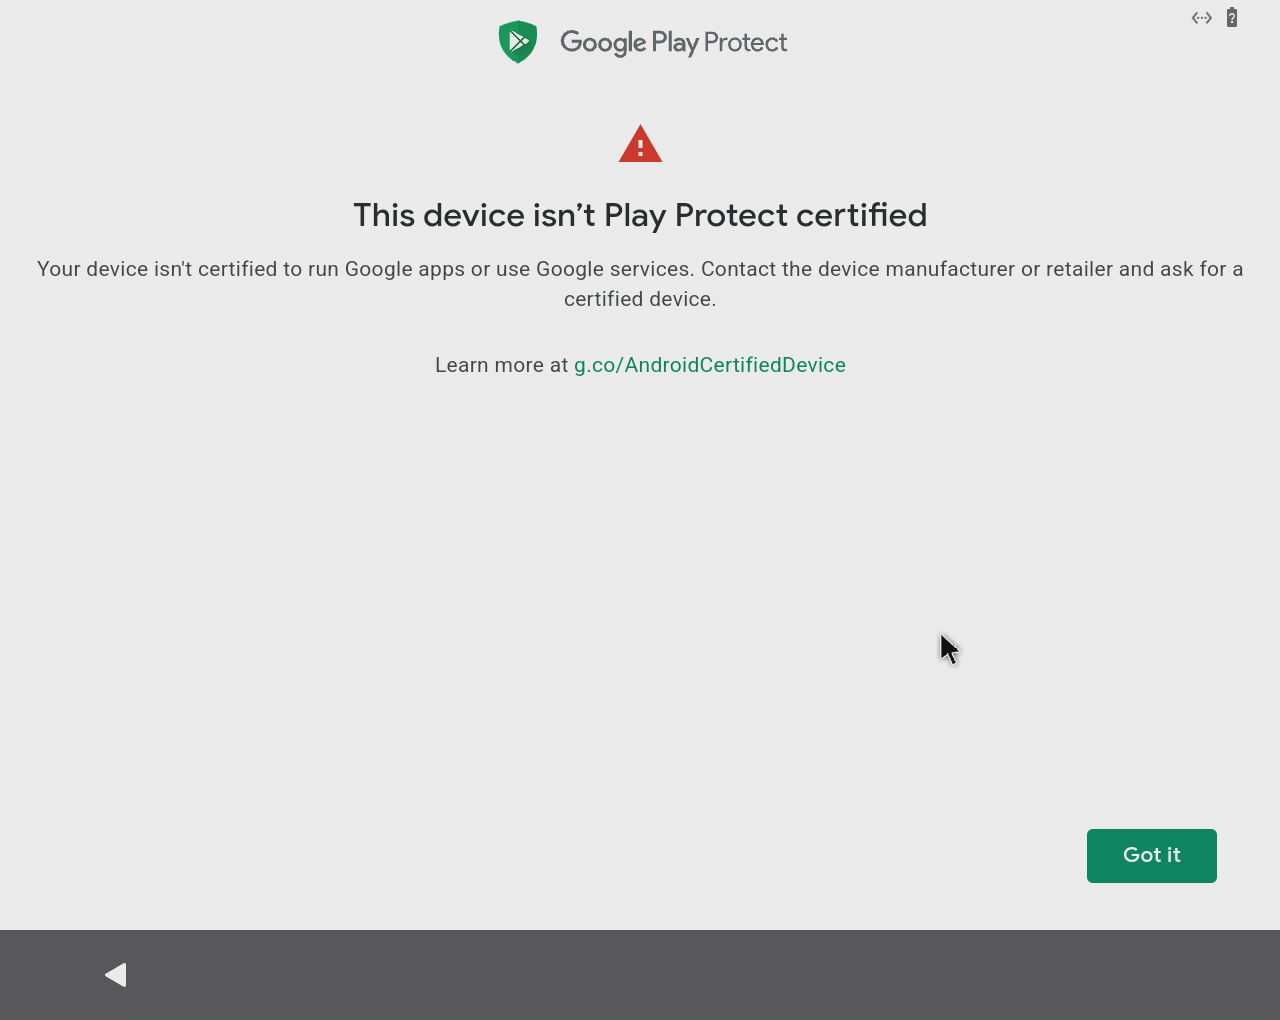 Google Play Protect
This device isn’t Play Protect certified
Your device isn't certified to run Google apps or use Google services. Contact the device manufacturer or retailer and ask for a
certified device.
Learn more at g.co/AndroidCertifiedDevice
Got it